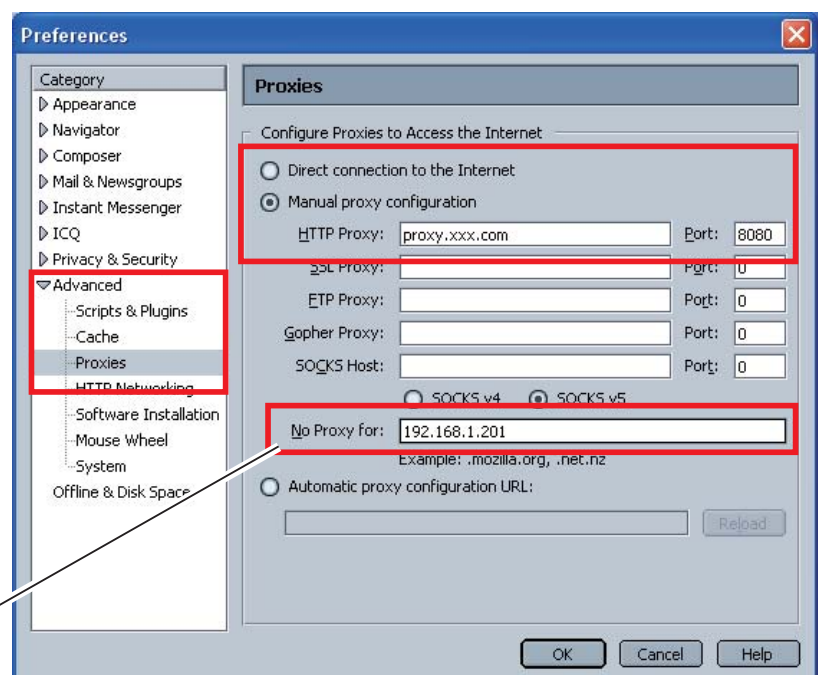 Preferences
Category
Appearance
Navigator
Composer
Mail & Newsgroups
Instant Messenger
ICQ
Privacy & Security
Advanced
Scripts & Plugins
Cache
Proxies
HTTP Networking
Software Installation
Mouse Wheel
System
Offline & Disk Space
Proxies
Configure Proxies to Access the Internet
Direct connection to the Internet
Manual proxy configuration
HTTP Proxy: proxy.xxx.com Port: 8080
SSL Proxy: Port: 0
FTP Proxy: Port: 0
Gopher Proxy: Port: 0
SOCKS Host: Port: 0
SOCKS v4 SOCKS v5
No Proxy for: 192.168.1.201
Example: .mozilla.org, .net.nz
Automatic proxy configuration URL:
Reload
OK Cancel Help